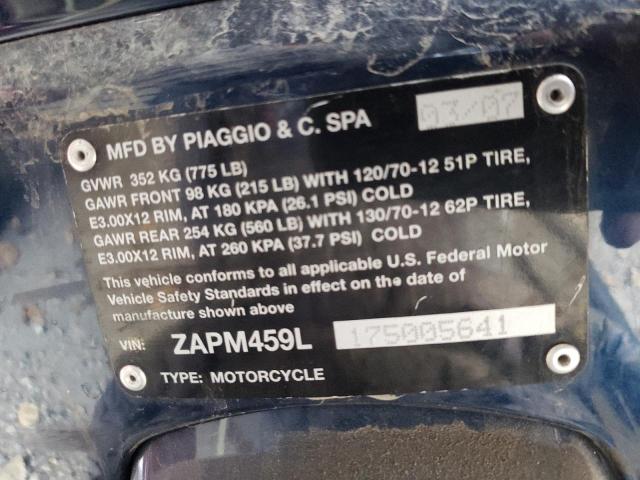 MFD BY PIAGGIO & C. SPA 03/07
GVWR 352 KG (775 LB)
GAWR FRONT 98 KG (215 LB) WITH 120/70-12 51P TIRE,
E3.00X12 RIM, AT 180 KPA (26.1 PSI) COLD
GAWR REAR 254 KG (560 LB) WITH 130/70-12 62P TIRE,
E3.00X12 RIM, AT 260 KPA (37.7 PSI) COLD
This vehicle conforms to all applicable U.S. Federal Motor
Vehicle Safety Standards in effect on the date of
manufacture shown above
VIN: ZAPM459L 175005641
TYPE: MOTORCYCLE